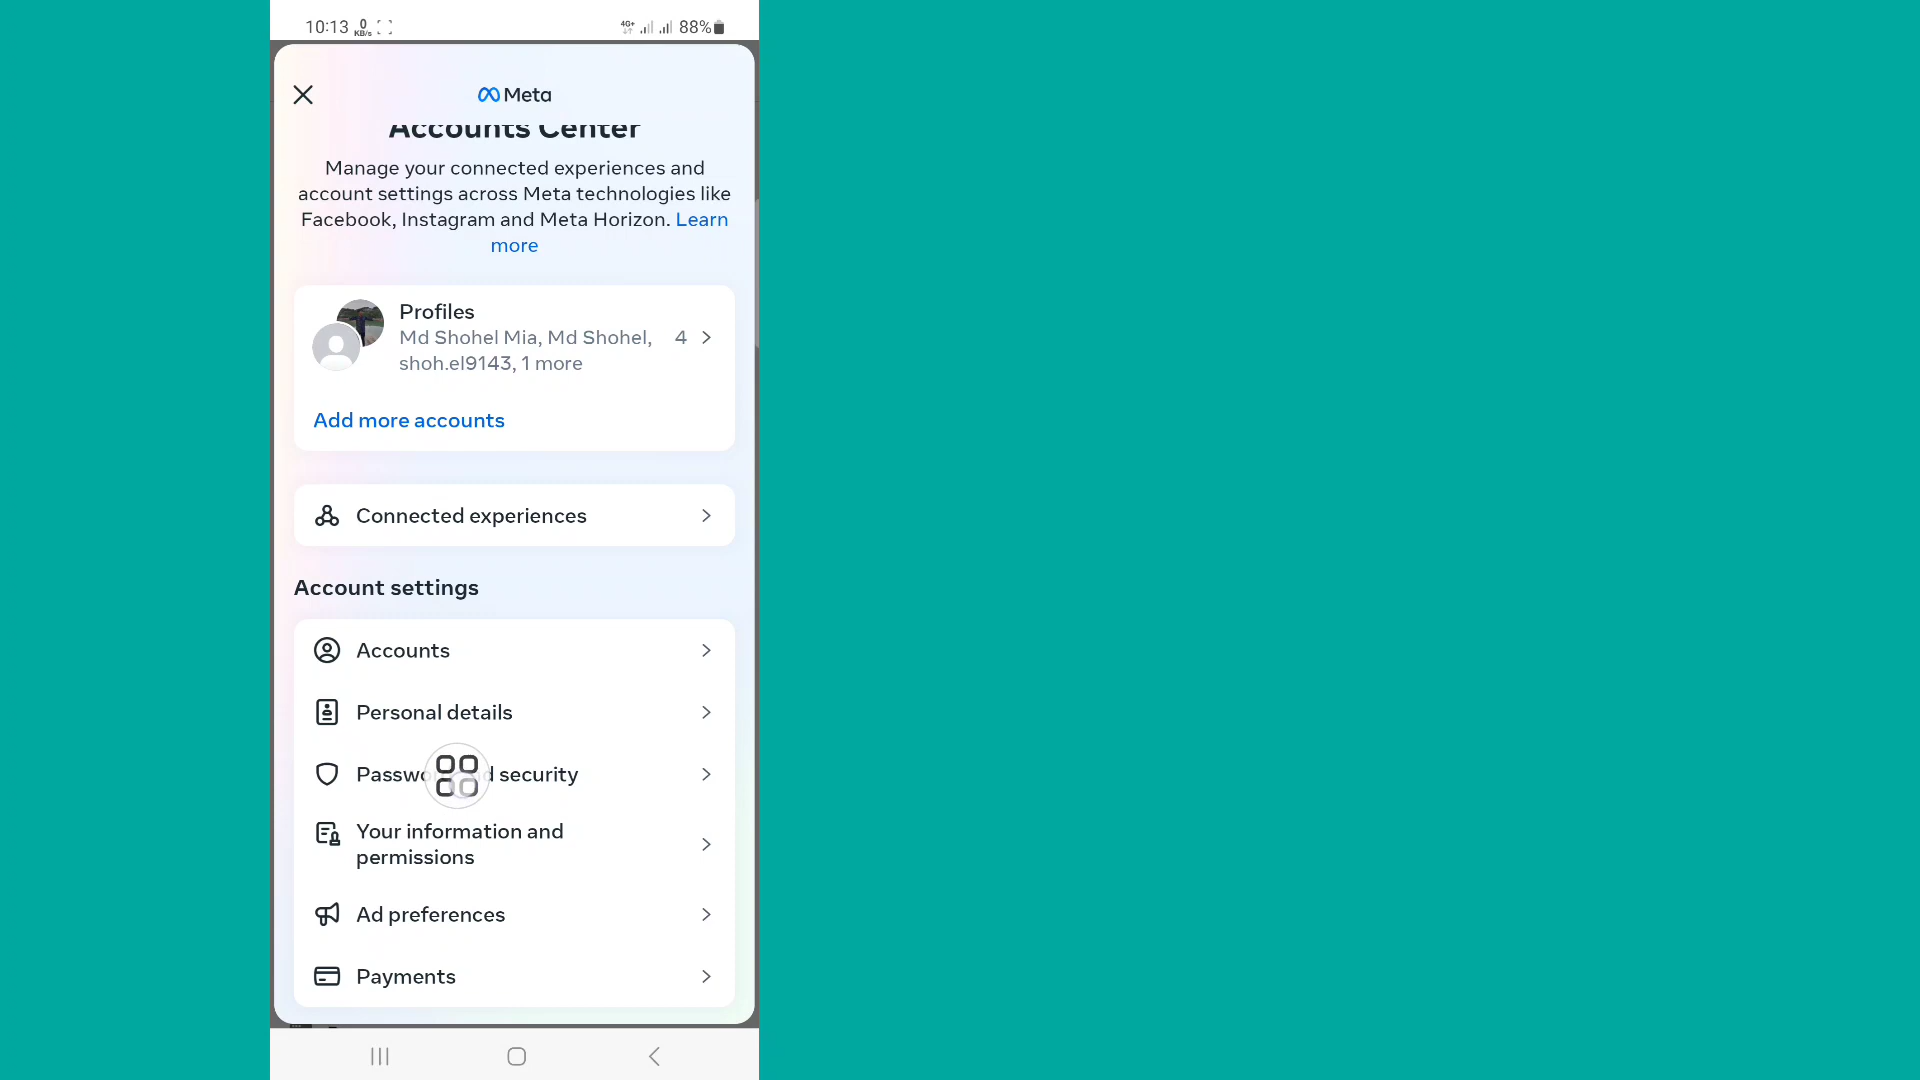 10:13 0 KB/s 4G+ 88%
Meta
Accounts Center
Manage your connected experiences and
account settings across Meta technologies like
Facebook, Instagram and Meta Horizon. Learn
more
Profiles
Md Shohel Mia, Md Shohel, 4
shoh.el9143, 1 more
Add more accounts
Connected experiences
Account settings
Accounts
Personal details
security
Your information and
permissions
Ad preferences
Payments